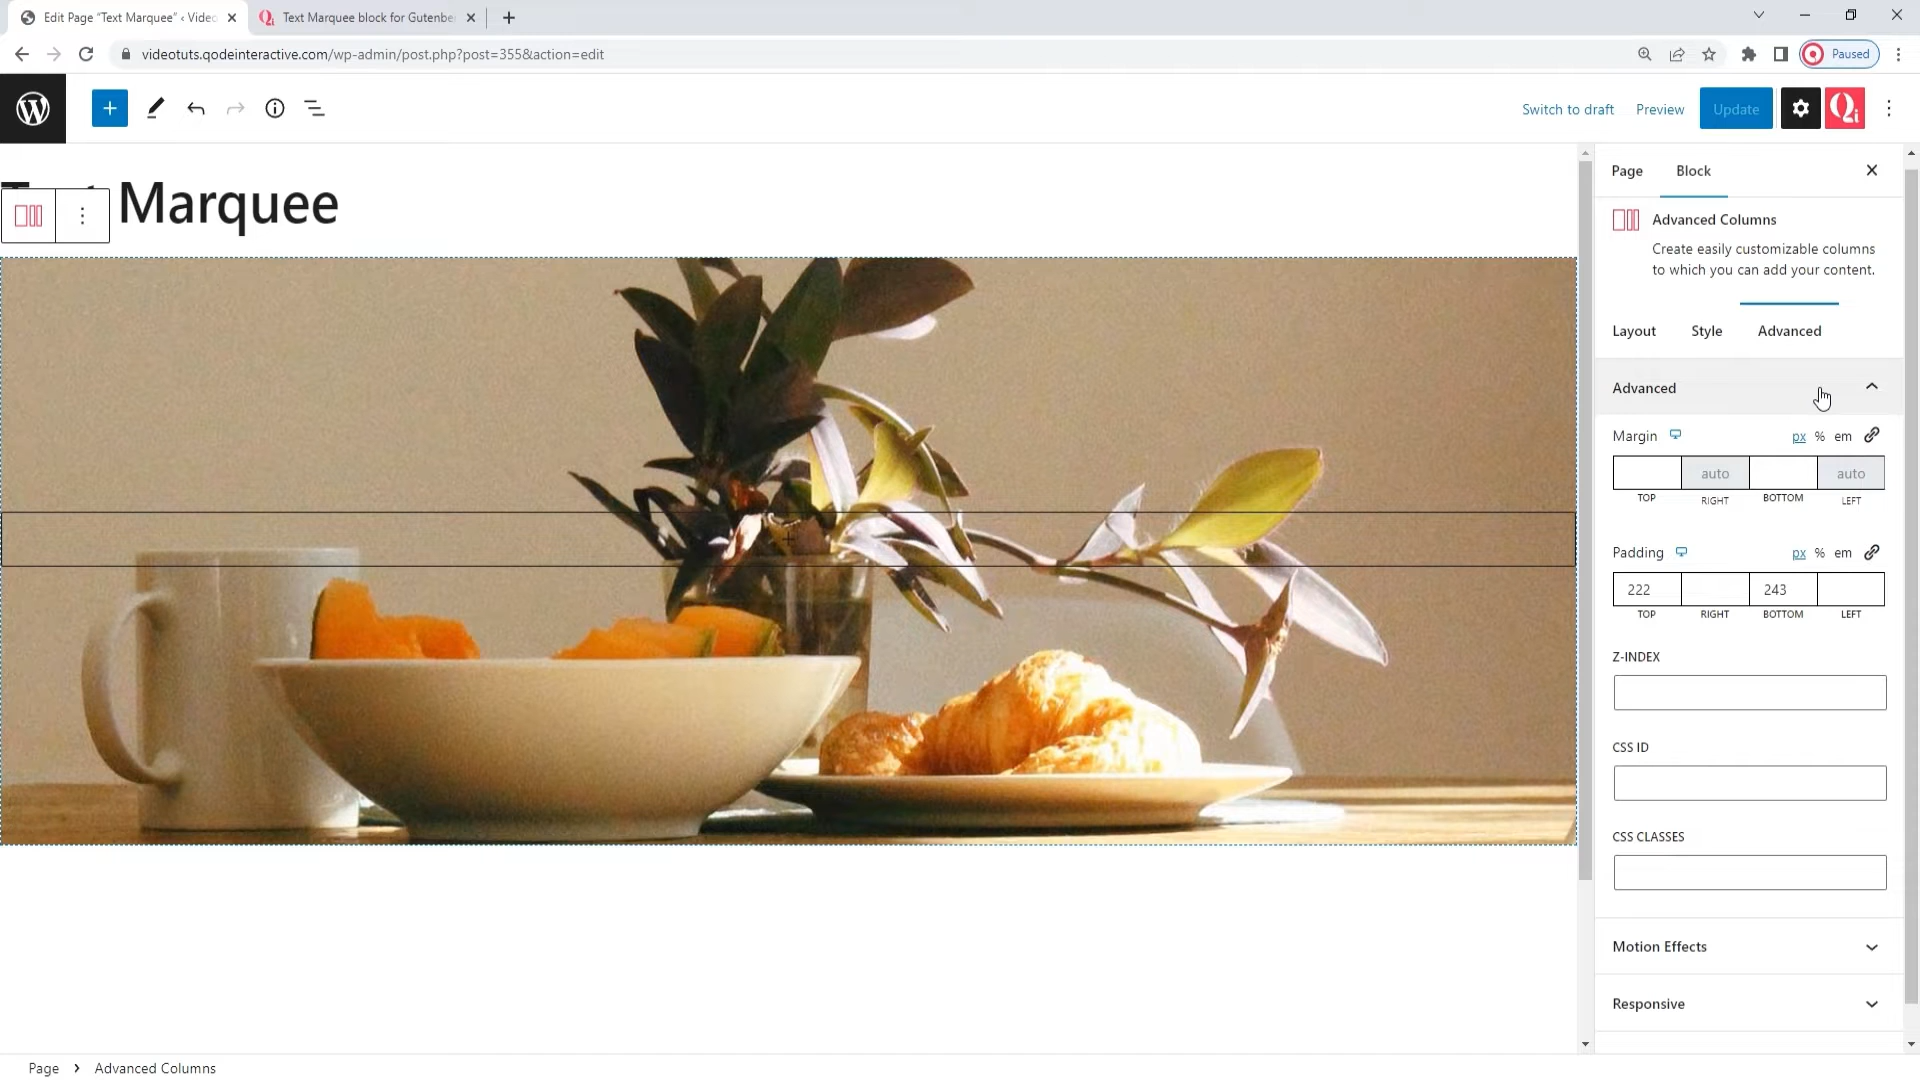 Edit Page “Text Marquee” ‹ Video
Text Marquee block for Gutenbe
videotuts.qodeinteractive.com/wp-admin/post.php?post=355&action=edit
Paused
Switch to draft
Preview
Update
Marquee
Page
Block
Advanced Columns
Create easily customizable columns
to which you can add your content.
Layout
Style
Advanced
Advanced
Margin
px % em
auto
auto
TOP
RIGHT
BOTTOM
LEFT
Padding
px % em
222
243
TOP
RIGHT
BOTTOM
LEFT
Z-INDEX
CSS ID
CSS CLASSES
Motion Effects
Responsive
Page > Advanced Columns